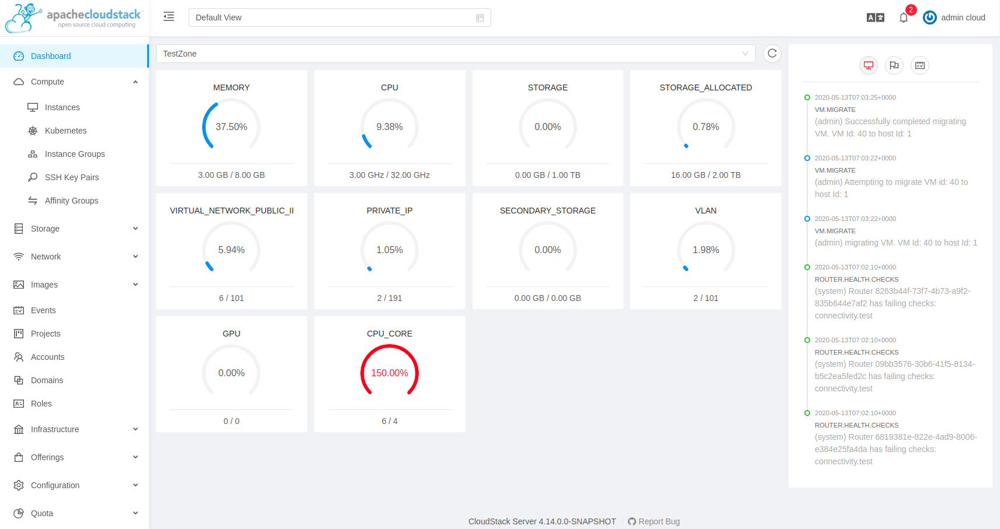 apachecloudstack
open source cloud computing
Default View
2
admin cloud
Dashboard
Compute
Instances
Kubernetes
Instance Groups
SSH Key Pairs
Affinity Groups
Storage
Network
Images
Events
Projects
Accounts
Domains
Roles
Infrastructure
Offerings
Configuration
Quota
TestZone
MEMORY
37.50%
3.00 GB / 8.00 GB
CPU
9.38%
3.00 GHz / 32.00 GHz
STORAGE
0.00%
0.00 GB / 1.00 TB
STORAGE_ALLOCATED
0.78%
16.00 GB / 2.00 TB
VIRTUAL_NETWORK_PUBLIC_I
5.94%
6 / 101
PRIVATE_IP
1.05%
2 / 191
SECONDARY_STORAGE
0.00%
0.00 GB / 0.00 GB
VLAN
1.98%
2 / 101
GPU
0.00%
0 / 0
CPU_CORE
150.00%
6 / 4
2020-05-13T07:03:25+0000
VM.MIGRATE
(admin) Successfully completed migrating
VM. VM Id: 40 to host Id: 1
2020-05-13T07:03:22+0000
VM.MIGRATE
(admin) Attempting to migrate VM id: 40 to
host Id: 1
2020-05-13T07:03:22+0000
VM.MIGRATE
(admin) migrating VM. VM Id: 40 to host Id: 1
2020-05-13T07:02:10+0000
ROUTER.HEALTH.CHECKS
(system) Router 8263b44f-73f7-4b73-a9f2-
835b644e7af2 has failing checks:
connectivity.test
2020-05-13T07:02:10+0000
ROUTER.HEALTH.CHECKS
(system) Router 09bb3576-30b6-41f5-8134-
b5c2ea5fed2c has failing checks:
connectivity.test
2020-05-13T07:02:10+0000
ROUTER.HEALTH.CHECKS
(system) Router 6819381e-822e-4ad9-8006-
e384e25fa4da has failing checks:
connectivity.test
CloudStack Server 4.14.0.0-SNAPSHOT
Report Bug